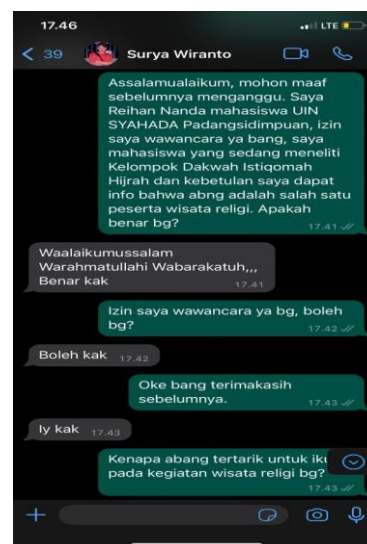 17.46
LTE
39 Surya Wiranto
Assalamualaikum, mohon maaf
sebelumnya menganggu. Saya
Reihan Nanda mahasiswa UIN
SYAHADA Padangsidimpuan, izin
saya wawancara ya bang, saya
mahasiswa yang sedang meneliti
Kelompok Dakwah Istiqomah
Hijrah dan kebetulan saya dapat
info bahwa abng adalah salah satu
peserta wisata religi. Apakah
benar bg?
17.41
Waalaikumussalam
Warahmatullahi Wabarakatuh,,,
Benar kak
17.41
Izin saya wawancara ya bg, boleh
bg?
17.42
Boleh kak 17.42
Oke bang terimakasih
sebelumnya.
17.43
Iy kak 17.43
Kenapa abang tertarik untuk iku
pada kegiatan wisata religi bg?
17.43